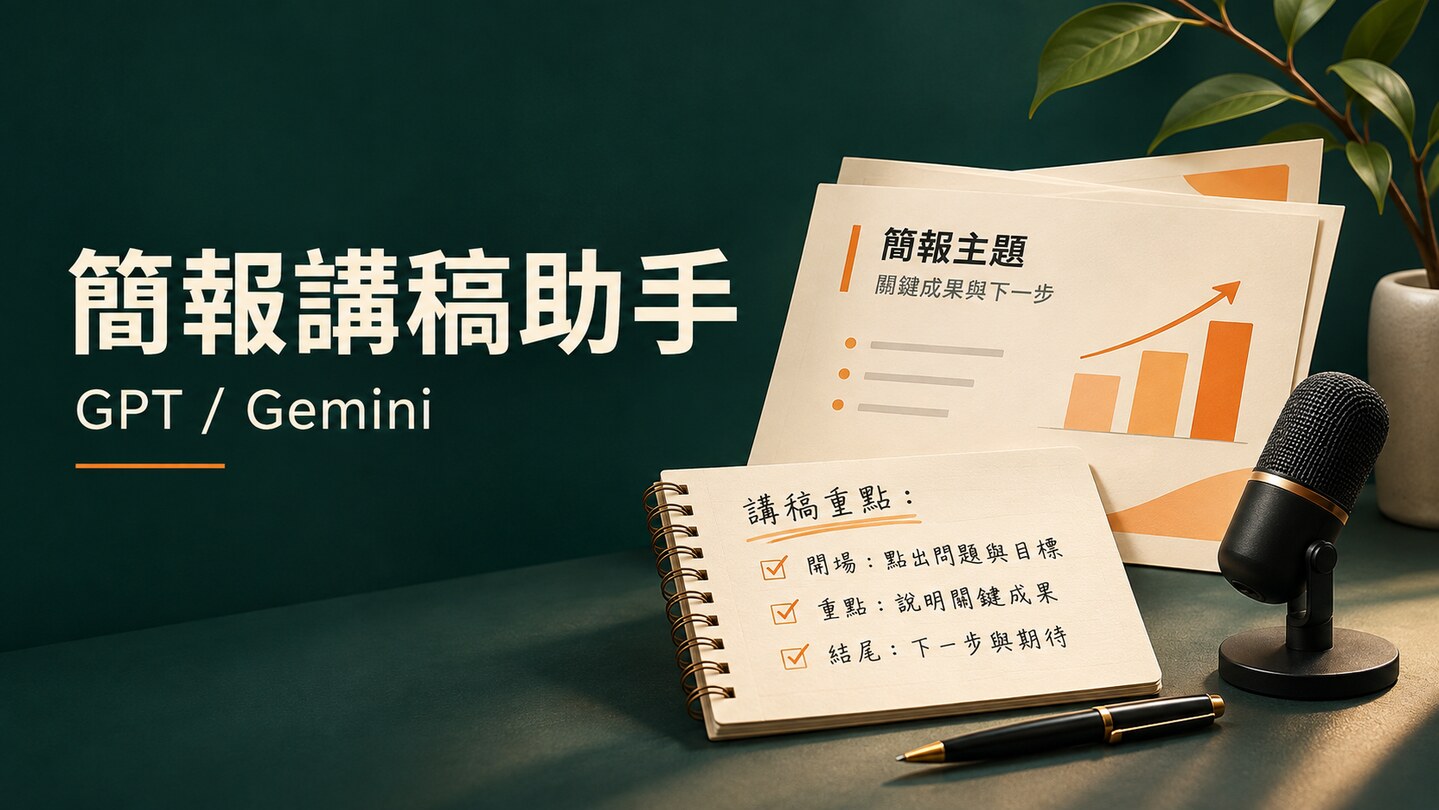 簡報講稿助手
GPT / Gemini
簡報主題
關鍵成果與下一步
講稿重點：
開場：點出問題與目標
重點：說明關鍵成果
結尾：下一步與期待